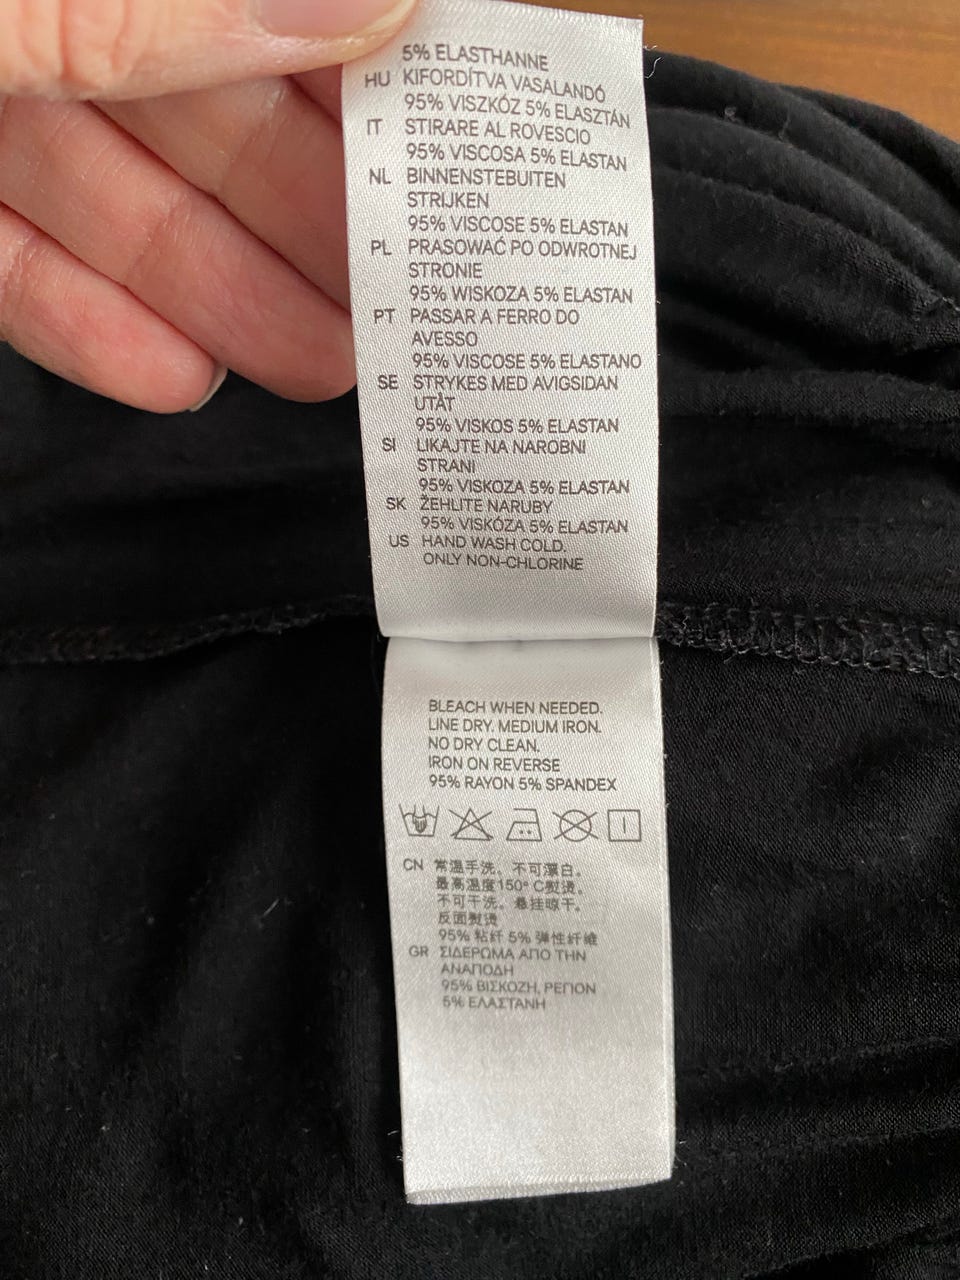 5% ELASTHANNE
HU KIFORDÍTVA VASALANDÓ
95% VISZKÓZ 5% ELASZTÁN
IT STIRARE AL ROVESCIO
95% VISCOSA 5% ELASTAN
NL BINNENSTEBUITEN
STRIJKEN
95% VISCOSE 5% ELASTAN
PL PRASOWAĆ PO ODWROTNEJ
STRONIE
95% WISKOZA 5% ELASTAN
PT PASSAR A FERRO DO
AVESSO
95% VISCOSE 5% ELASTANO
SE STRYKES MED AVIGSIDAN
UTÅT
95% VISKOS 5% ELASTAN
SI LIKAJTE NA NAROBNI
STRANI
95% VISKOZA 5% ELASTAN
SK ŽEHLITE NARUBY
95% VISKÓZA 5% ELASTAN
US HAND WASH COLD.
ONLY NON-CHLORINE
BLEACH WHEN NEEDED.
LINE DRY. MEDIUM IRON.
NO DRY CLEAN.
IRON ON REVERSE
95% RAYON 5% SPANDEX
CN 常温手洗。不可漂白。
最高温度150° C熨烫。
不可干洗。悬挂晾干。
反面熨烫
95% 粘纤 5% 弹性纤维
GR ΣΙΔΕΡΩΜΑ ΑΠΟ ΤΗΝ
ΑΝΑΠΟΔΗ
95% ΒΙΣΚΟΖΗ, ΡΕΓΙΟΝ
5% ΕΛΑΣΤΑΝΗ